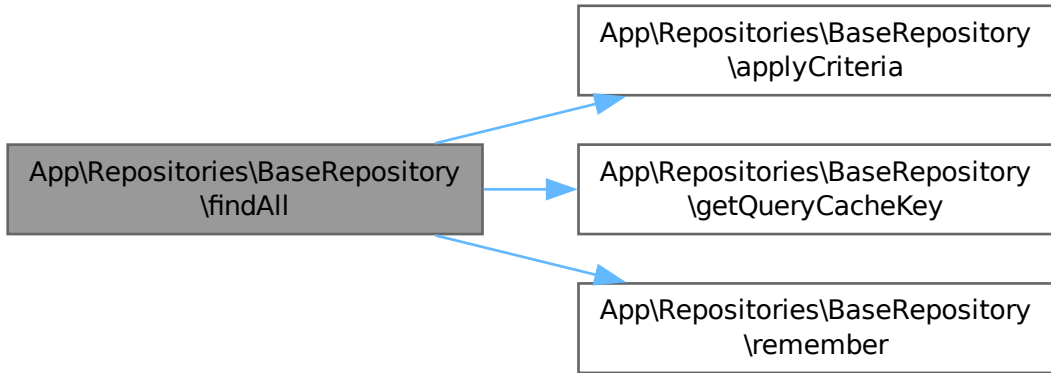 App\Repositories\BaseRepository
\findAll
App\Repositories\BaseRepository
\applyCriteria
App\Repositories\BaseRepository
\getQueryCacheKey
App\Repositories\BaseRepository
\remember